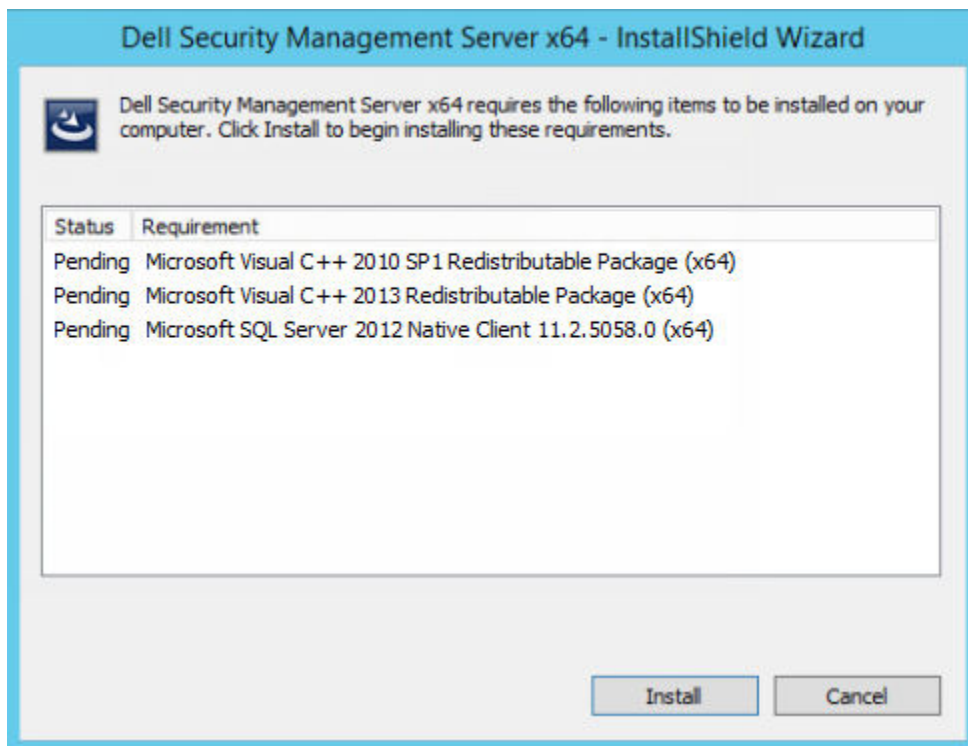 Dell Security Management Server x64 - InstallShield Wizard
Dell Security Management Server x64 requires the following items to be installed on your
computer. Click Install to begin installing these requirements.
Status Requirement
Pending Microsoft Visual C++ 2010 SP1 Redistributable Package (x64)
Pending Microsoft Visual C++ 2013 Redistributable Package (x64)
Pending Microsoft SQL Server 2012 Native Client 11.2.5058.0 (x64)
Install Cancel